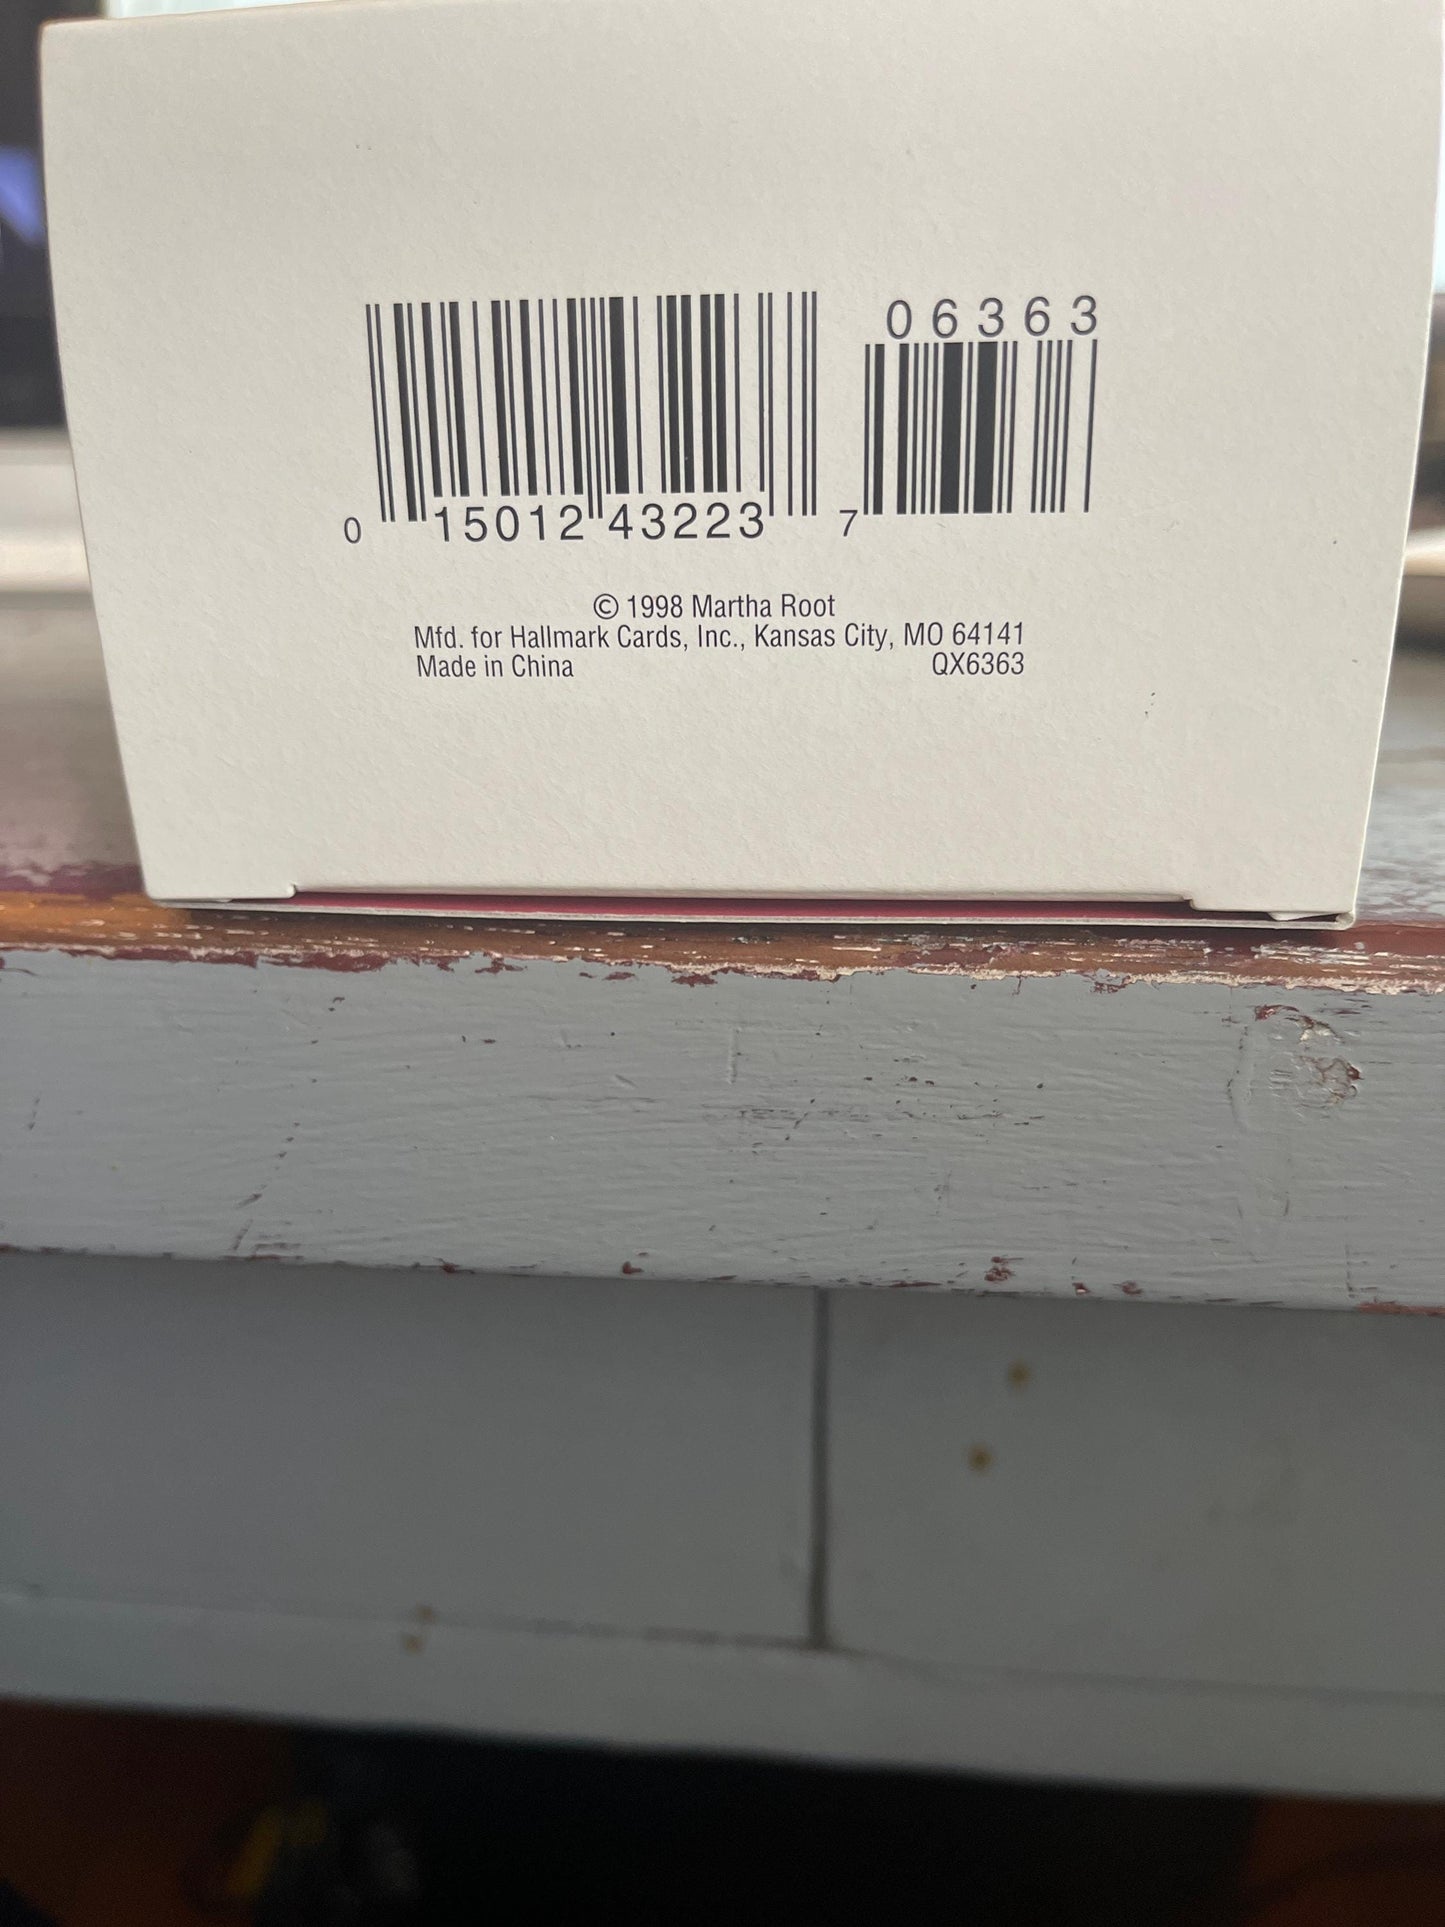 06363
0 15012 43223 7
© 1998 Martha Root
Mfd. for Hallmark Cards, Inc., Kansas City, MO 64141
Made in China QX6363